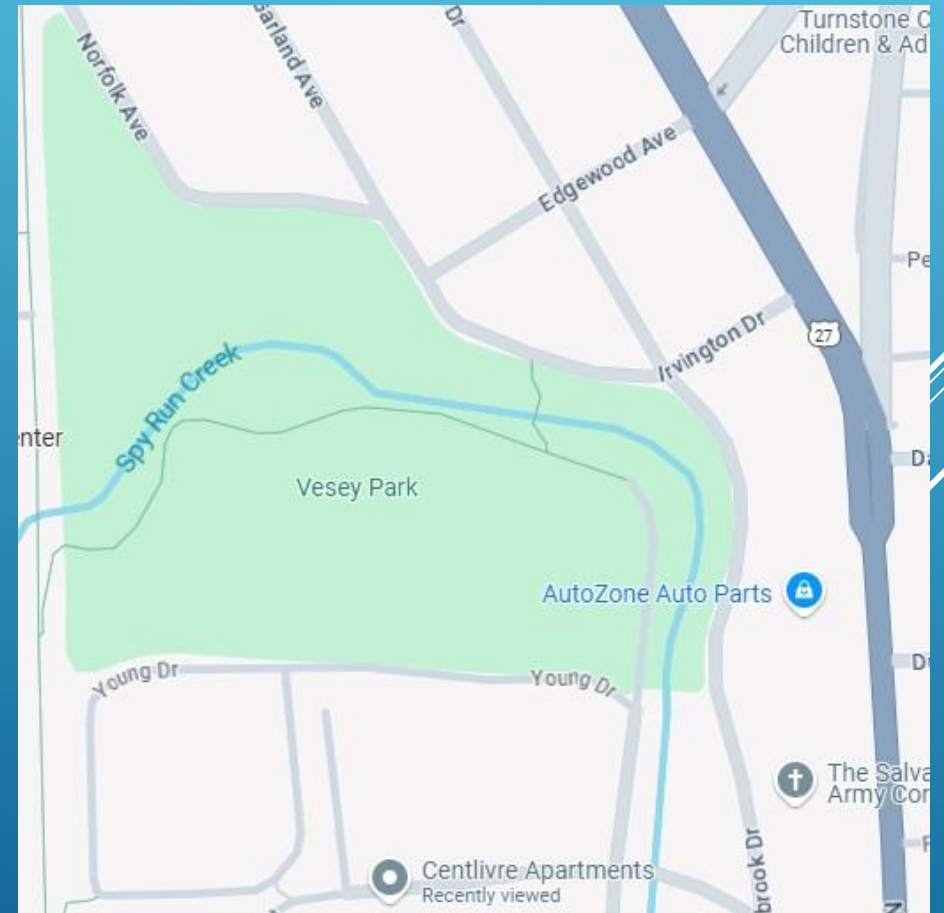 Turnstone C
Children & Ad
Norfolk Ave
Garland Ave
Dr
Edgewood Ave
Pe
Irvington Dr
27
Spy Run Creek
enter
Vesey Park
Da
AutoZone Auto Parts
Du
Young Dr
Young Dr
The Salva
Army Cor
brook Dr
Centlivre Apartments
Recently viewed
N